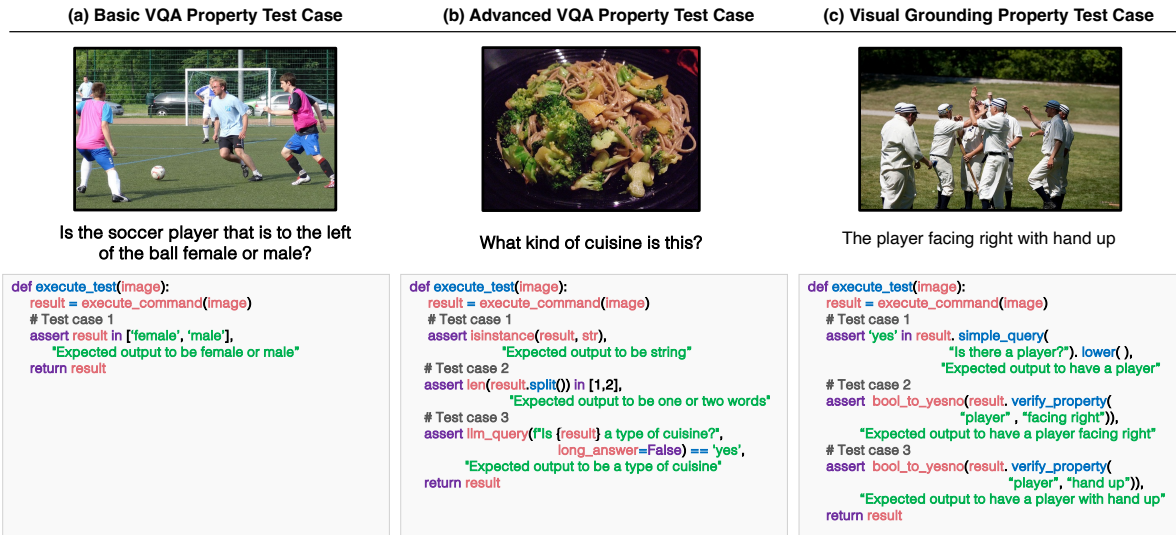 (a) Basic VQA Property Test Case
Is the soccer player that is to the left
of the ball female or male?
def execute_test(image):
result = execute_command(image)
# Test case 1
assert result in ['female', 'male'],
"Expected output to be female or male"
return result
(b) Advanced VQA Property Test Case
What kind of cuisine is this?
def execute_test(image):
result = execute_command(image)
# Test case 1
assert isinstance(result, str),
"Expected output to be string"
# Test case 2
assert len(result.split()) in [1,2],
"Expected output to be one or two words"
# Test case 3
assert llm_query(f"Is {result} a type of cuisine?",
long_answer=False) == 'yes',
"Expected output to be a type of cuisine"
return result
(c) Visual Grounding Property Test Case
The player facing right with hand up
def execute_test(image):
result = execute_command(image)
# Test case 1
assert 'yes' in result. simple_query(
"Is there a player?"). lower( ),
"Expected output to have a player"
# Test case 2
assert bool_to_yesno(result. verify_property(
"player" , "facing right")),
"Expected output to have a player facing right"
# Test case 3
assert bool_to_yesno(result. verify_property(
"player", "hand up")),
"Expected output to have a player with hand up"
return result